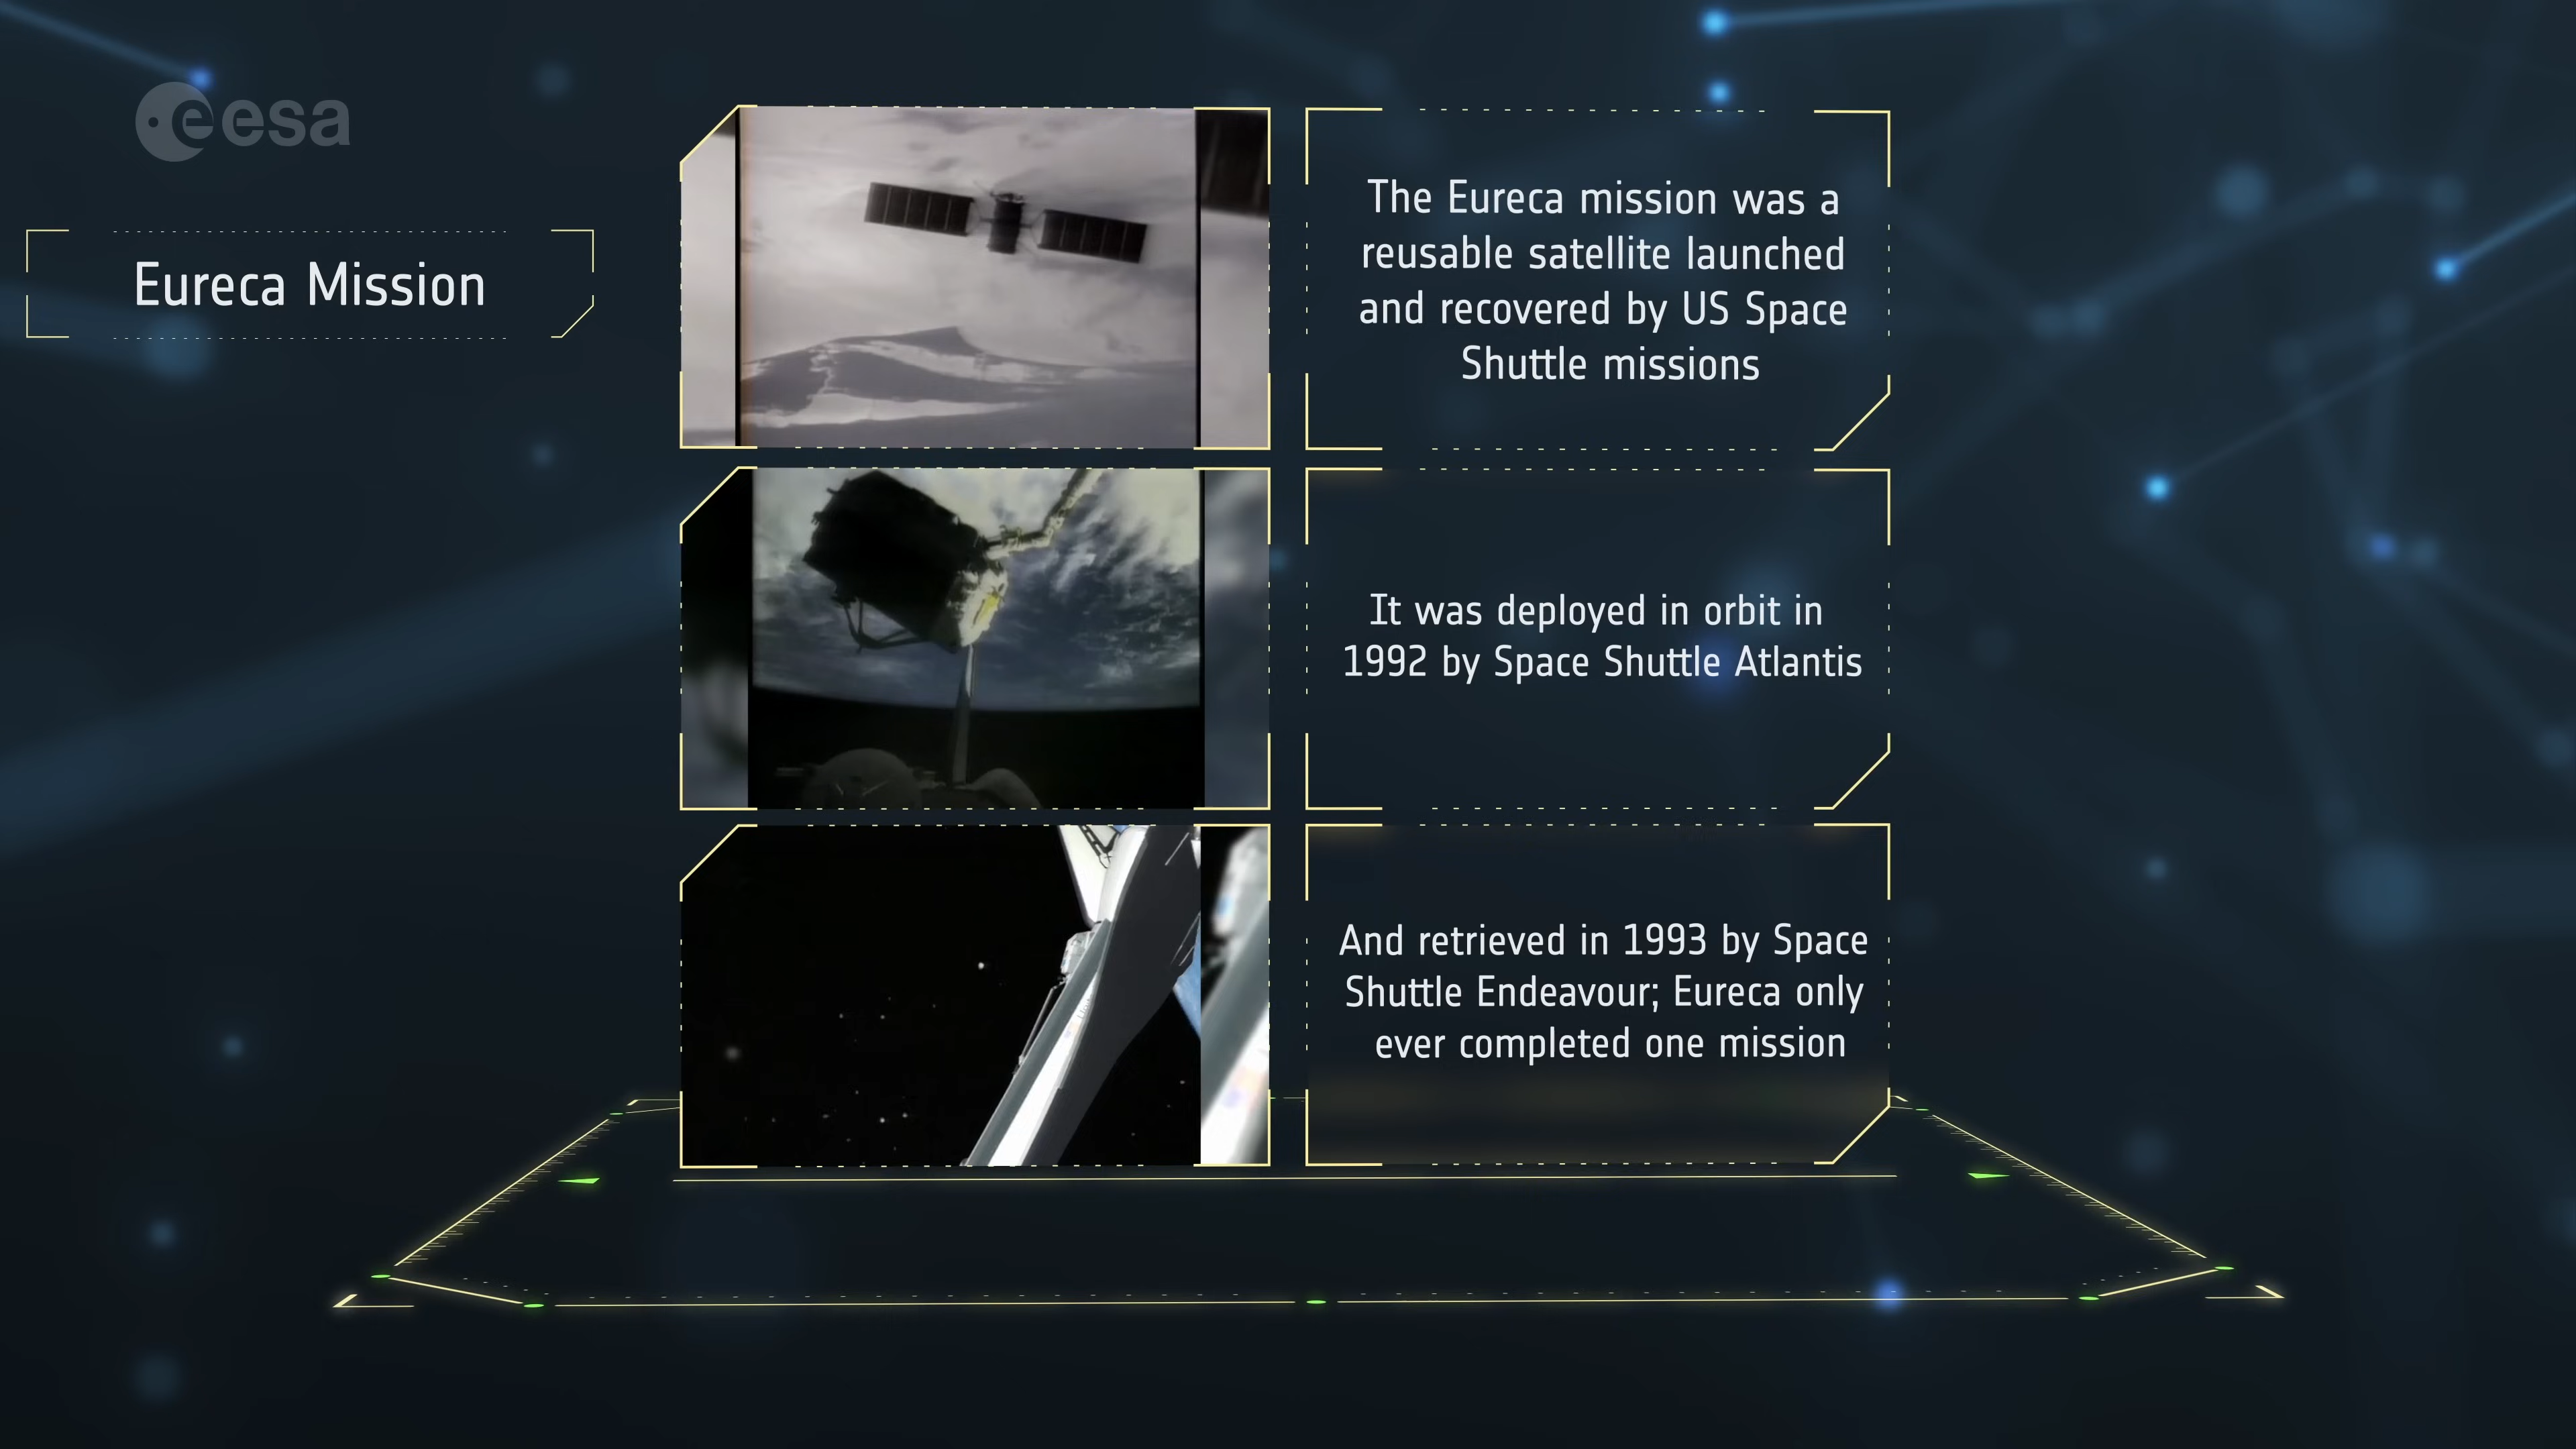 esa
Eureca Mission
The Eureca mission was a
reusable satellite launched
and recovered by US Space
Shuttle missions
It was deployed in orbit in
1992 by Space Shuttle Atlantis
And retrieved in 1993 by Space
Shuttle Endeavour; Eureca only
ever completed one mission